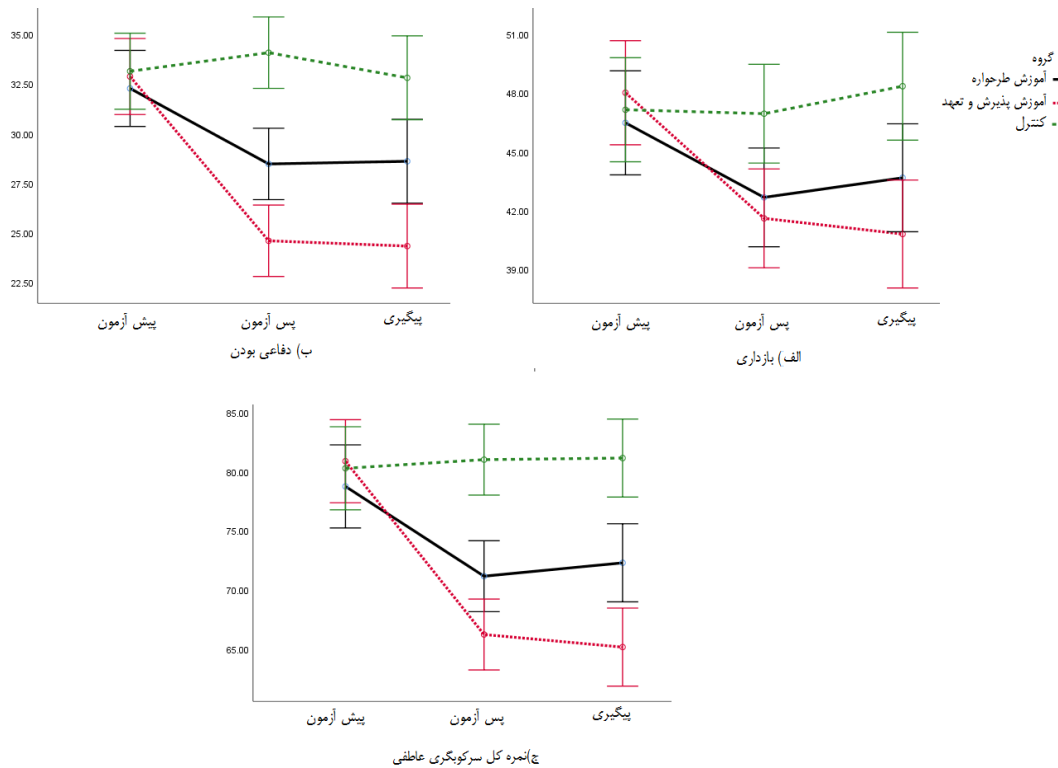 35.00
32.50
30.00
27.50
25.00
22.50
پیش آزمون
پس آزمون
پیگیری
ب) دفاعی بودن
51.00
48.00
45.00
42.00
39.00
پیش آزمون
پس آزمون
پیگیری
الف) بازداری
گروه
آموزش طرحواره
آموزش پذیرش و تعهد
کنترل
85.00
80.00
75.00
70.00
65.00
پیش آزمون
پس آزمون
پیگیری
ج)نمره کل سرکوبگری عاطفی